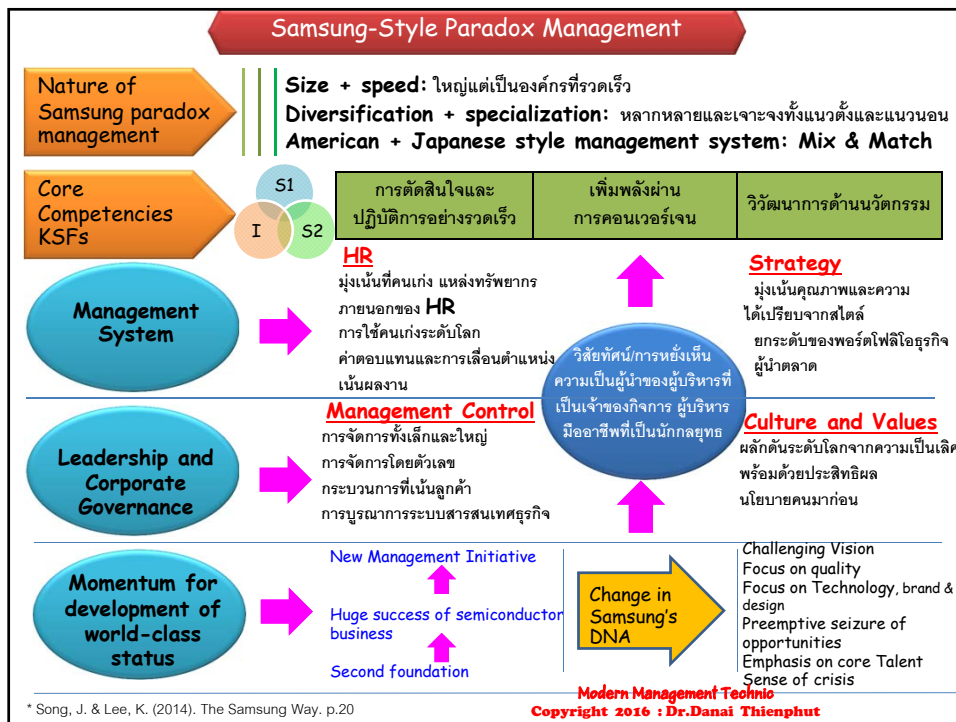 Samsung-Style Paradox Management
Nature of
Samsung paradox
management
Size + speed: ใหญ่แต่เป็นองค์กรที่รวดเร็ว
Diversification + specialization: หลากหลายและเจาะจงทั้งแนวตั้งและแนวนอน
American + Japanese style management system: Mix & Match
Core
Competencies
KSFs
S1
I
S2
การตัดสินใจและ
ปฏิบัติการอย่างรวดเร็ว
เพิ่มพลังผ่าน
การคอนเวอร์เจน
วิวัฒนาการด้านนวัตกรรม
Management
System
HR
มุ่งเน้นที่คนเก่ง แหล่งทรัพยากร
ภายนอกของ HR
การใช้คนเก่งระดับโลก
ค่าตอบแทนและการเลื่อนตำแหน่ง
เน้นผลงาน
วิสัยทัศน์/การหยั่งเห็น
ความเป็นผู้นำของผู้บริหารที่
เป็นเจ้าของกิจการ ผู้บริหาร
มืออาชีพที่เป็นนักกลยุทธ
Strategy
มุ่งเน้นคุณภาพและความ
ได้เปรียบจากสไตล์
ยกระดับของพอร์ตโฟลิโอธุรกิจ
ผู้นำตลาด
Leadership and
Corporate
Governance
Management Control
การจัดการทั้งเล็กและใหญ่
การจัดการโดยตัวเลข
กระบวนการที่เน้นลูกค้า
การบูรณาการระบบสารสนเทศธุรกิจ
Culture and Values
ผลักดันระดับโลกจากความเป็นเลิศ
พร้อมด้วยประสิทธิผล
นโยบายคนมาก่อน
Momentum for
development of
world-class
status
New Management Initiative
Huge success of semiconductor
business
Second foundation
Change in
Samsung's
DNA
Challenging Vision
Focus on quality
Focus on Technology, brand &
design
Preemptive seizure of
opportunities
Emphasis on core Talent
Sense of crisis
* Song, J. & Lee, K. (2014). The Samsung Way. p.20
Modern Management Technic
Copyright 2016 : Dr.Danai Thienphut